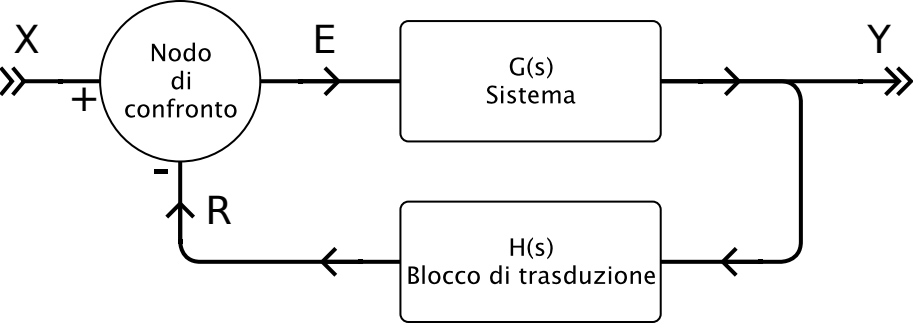 X
E
Y
Nodo
di
confronto
+
-
G(s)
Sistema
R
H(s)
Blocco di trasduzione